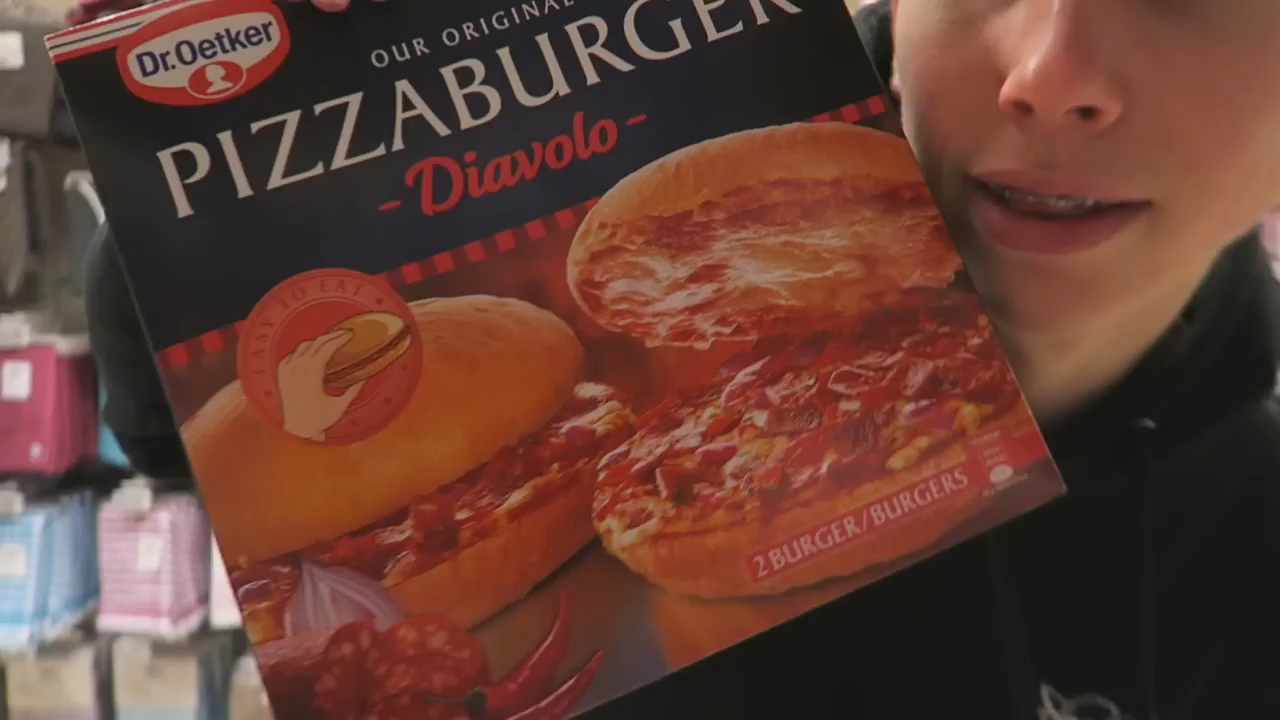 Dr.Oetker
OUR ORIGINAL
PIZZABURGER
-Diavolo-
EASY TO EAT
2 BURGER/BURGERS